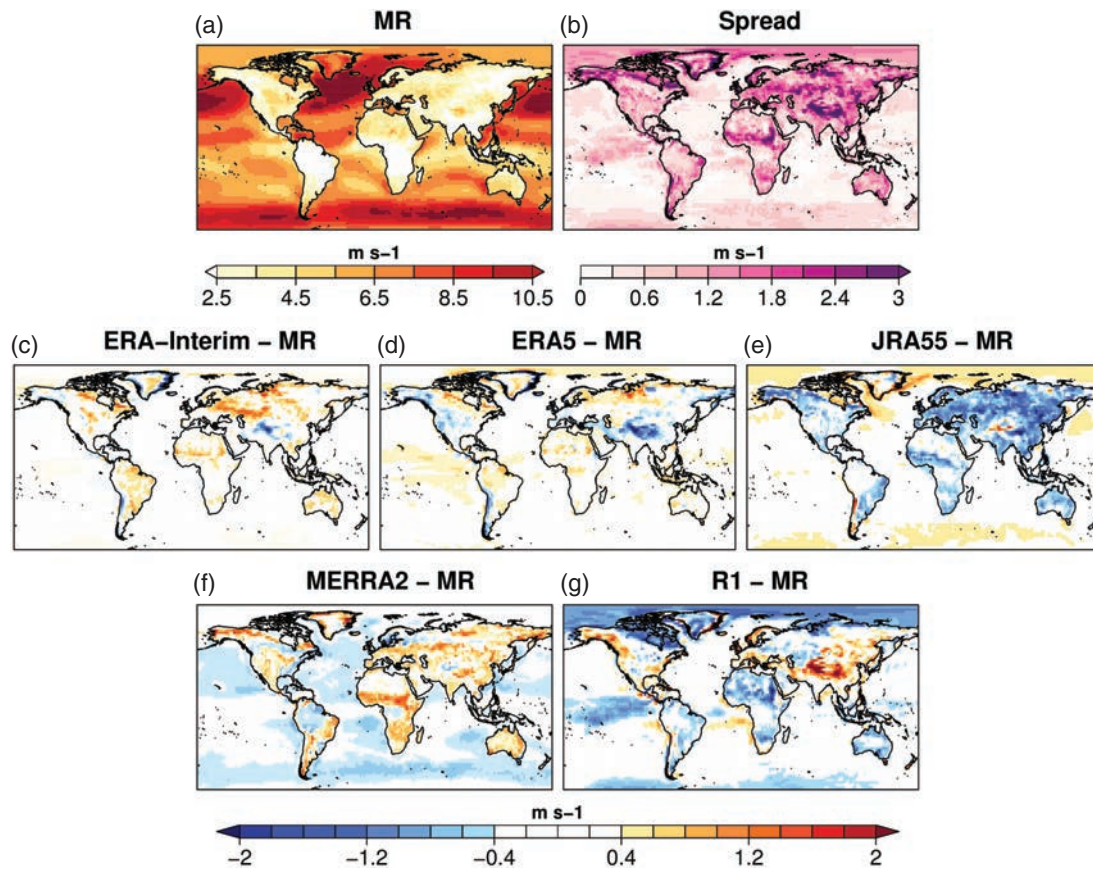 (a) MR
(b) Spread
m s−1
2.5 4.5 6.5 8.5 10.5
m s−1
0 0.6 1.2 1.8 2.4 3
(c) ERA−Interim − MR
(d) ERA5 − MR
(e) JRA55 − MR
(f) MERRA2 − MR
(g) R1 − MR
m s−1
−2 −1.2 −0.4 0.4 1.2 2